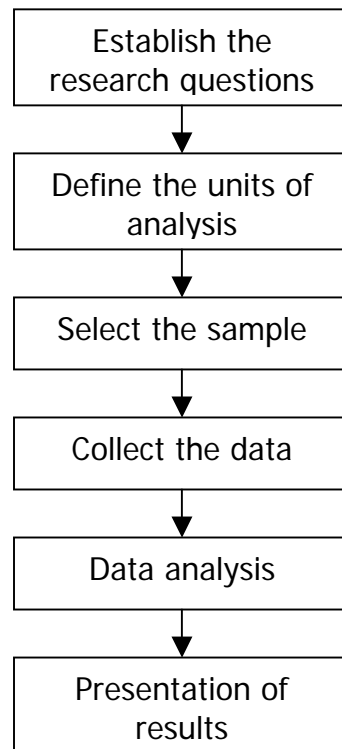 Establish the
research questions
Define the units of
analysis
Select the sample
Collect the data
Data analysis
Presentation of
results